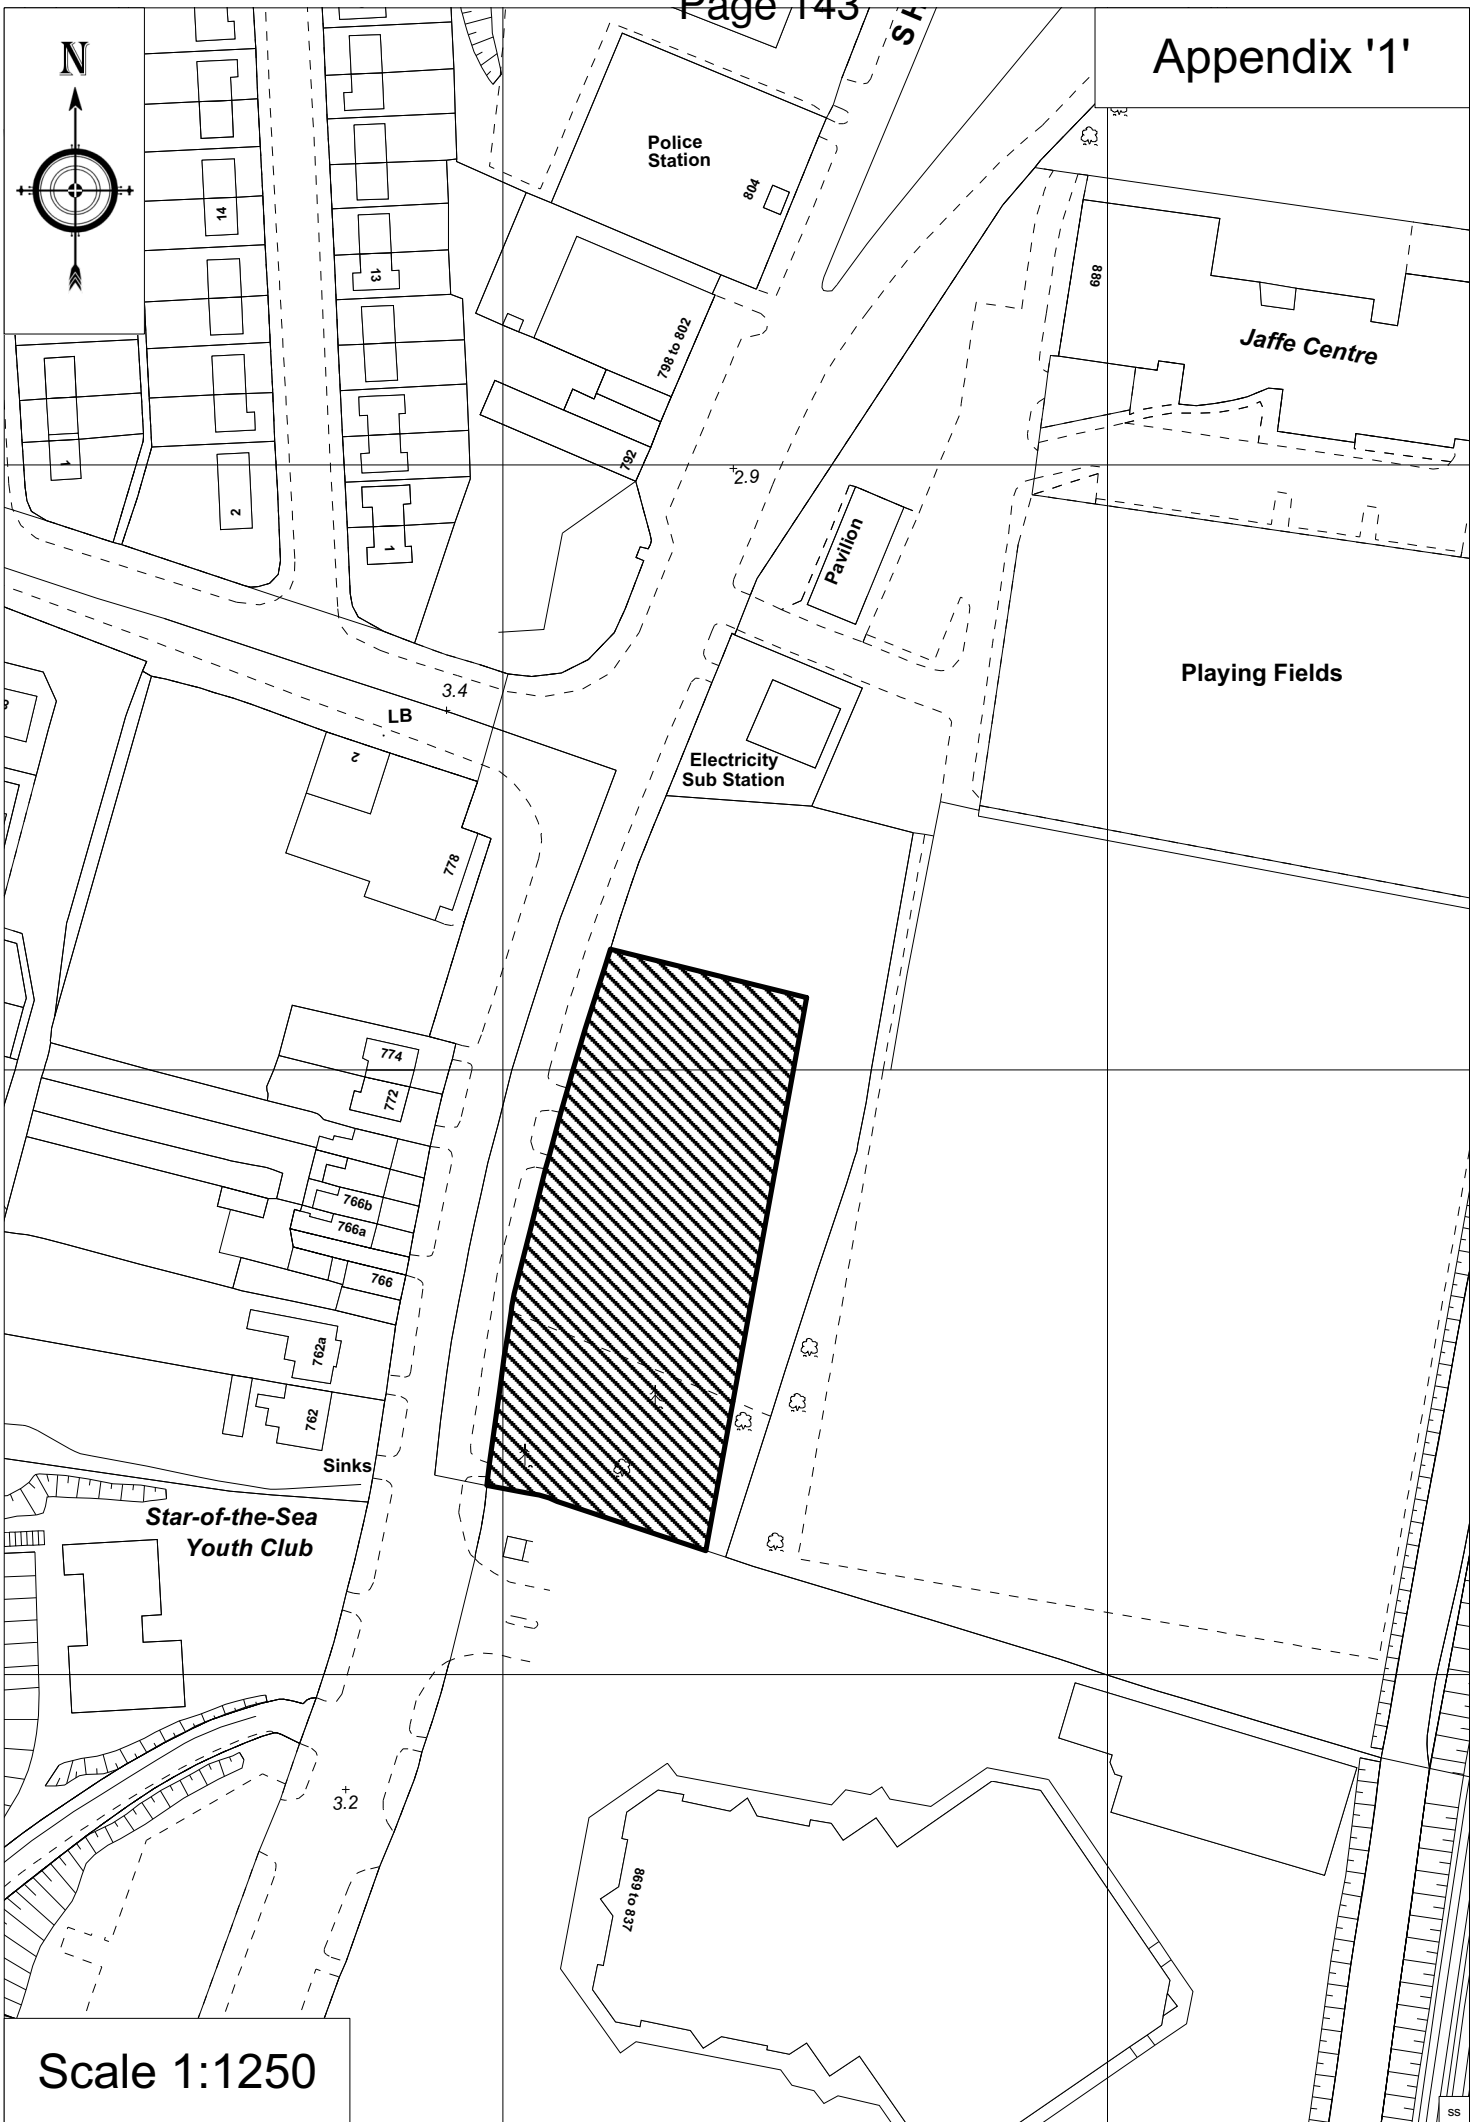 Page 143
SH
Appendix '1'
N
Police
Station
804
14
13
889
Jaffe Centre
798 to 802
792
1
2
1
2.9
Pavilion
Playing Fields
3.4
LB
2
Electricity
Sub Station
778
774
772
766b
766a
766
762a
762
Sinks
Star-of-the-Sea
Youth Club
3.2
869 to 837
Scale 1:1250
ss